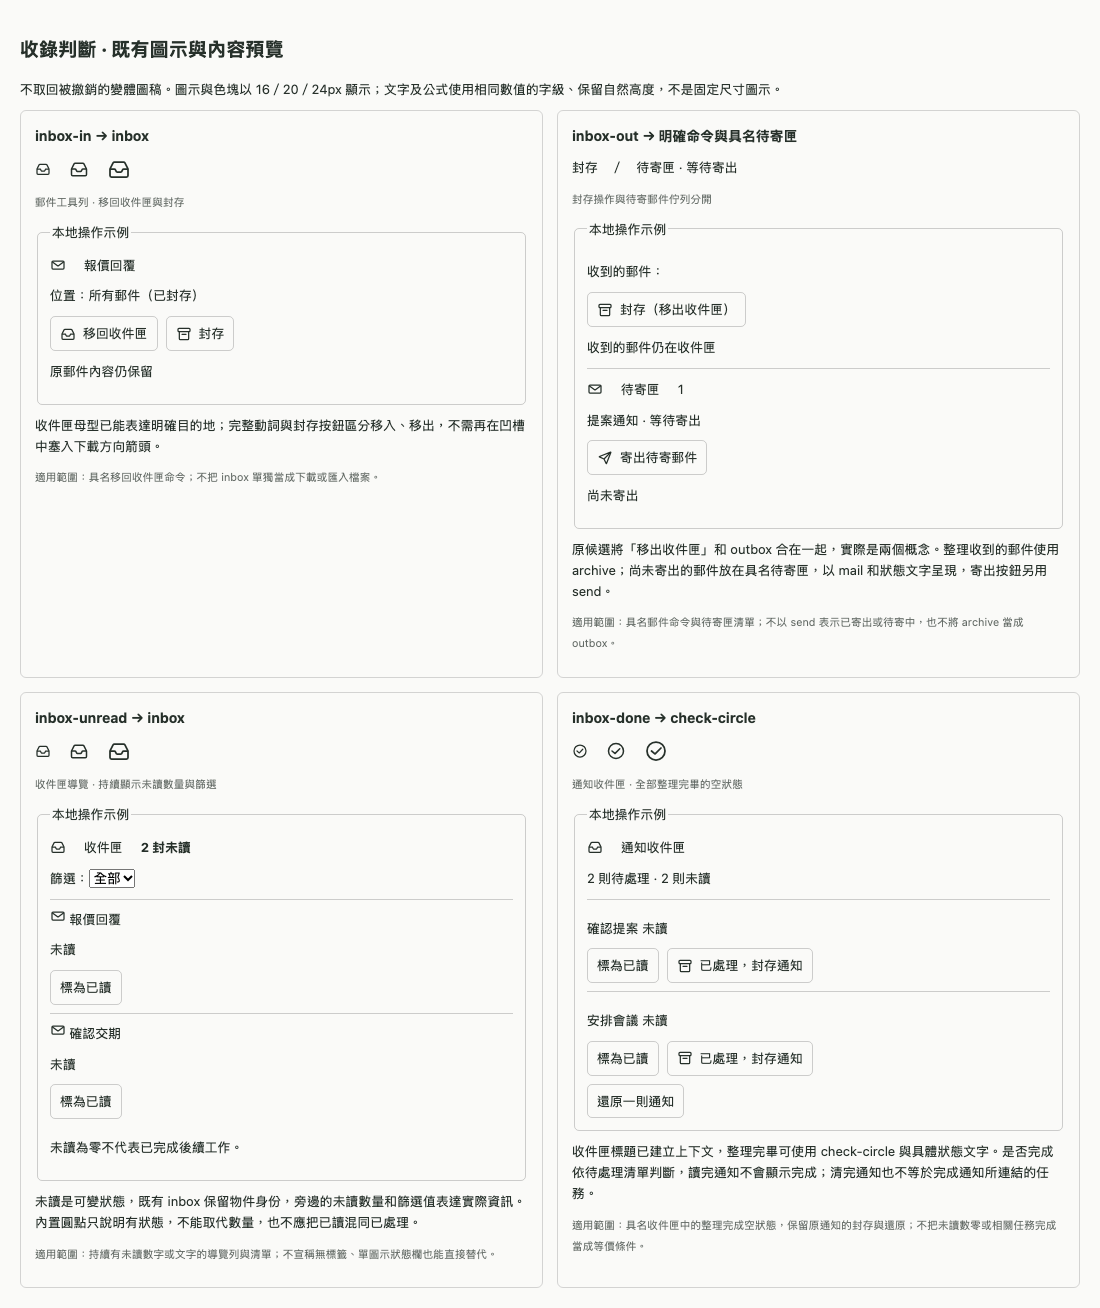 收錄判斷 · 既有圖示與內容預覽
不取回被撤銷的變體圖稿。圖示與色塊以 16 / 20 / 24px 顯示；文字及公式使用相同數值的字級、保留自然高度，不是固定尺寸圖示。
inbox-in → inbox
郵件工具列 · 移回收件匣與封存
本地操作示例
報價回覆
位置：所有郵件（已封存）
移回收件匣
封存
原郵件內容仍保留
收件匣母型已能表達明確目的地；完整動詞與封存按鈕區分移入、移出，不需再在凹槽
中塞入下載方向箭頭。
適用範圍：具名移回收件匣命令；不把 inbox 單獨當成下載或匯入檔案。
inbox-out → 明確命令與具名待寄匣
封存 / 待寄匣 · 等待寄出
封存操作與待寄郵件佇列分開
本地操作示例
收到的郵件：
封存（移出收件匣）
收到的郵件仍在收件匣
待寄匣 1
提案通知 · 等待寄出
寄出待寄郵件
尚未寄出
原候選將「移出收件匣」和 outbox 合在一起，實際是兩個概念。整理收到的郵件使用
archive；尚未寄出的郵件放在具名待寄匣，以 mail 和狀態文字呈現，寄出按鈕另用
send。
適用範圍：具名郵件命令與待寄匣清單；不以 send 表示已寄出或待寄中，也不將 archive 當成
outbox。
inbox-unread → inbox
收件匣導覽 · 持續顯示未讀數量與篩選
本地操作示例
收件匣 2 封未讀
篩選：全部
報價回覆
未讀
標為已讀
確認交期
未讀
標為已讀
未讀為零不代表已完成後續工作。
未讀是可變狀態，既有 inbox 保留物件身份，旁邊的未讀數量和篩選值表達實際資訊。
內置圓點只說明有狀態，不能取代數量，也不應把已讀混同已處理。
適用範圍：持續有未讀數字或文字的導覽列與清單；不宣稱無標籤、單圖示狀態欄也能直接替代。
inbox-done → check-circle
通知收件匣 · 全部整理完畢的空狀態
本地操作示例
通知收件匣
2 則待處理 · 2 則未讀
確認提案 未讀
標為已讀
已處理，封存通知
安排會議 未讀
標為已讀
已處理，封存通知
還原一則通知
收件匣標題已建立上下文，整理完畢可使用 check-circle 與具體狀態文字。是否完成
依待處理清單判斷，讀完通知不會顯示完成；清完通知也不等於完成通知所連結的任
務。
適用範圍：具名收件匣中的整理完成空狀態，保留原通知的封存與還原；不把未讀數零或相關任務完成
當成等價條件。